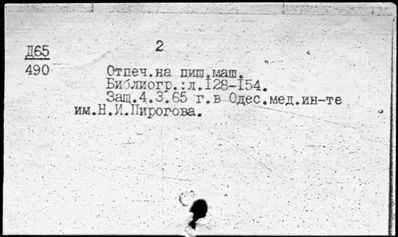 2
Д65
490
Отпеч.на пиш.маш.
Библиогр.:л.128-154.
Защ.4.3.65 г.в Одес.мед.ин-те
им.Н.И.Пирогова.